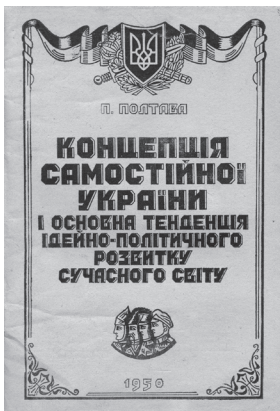 П. ПОЛТАВА
КОНЦЕПЦІЯ
САМОСТІЙНОЇ
УКРАЇНИ
І ОСНОВНА ТЕНДЕНЦІЯ
ІДЕЙНО-ПОЛІТИЧНОГО
РОЗВИТКУ
СУЧАСНОГО СВІТУ
1950